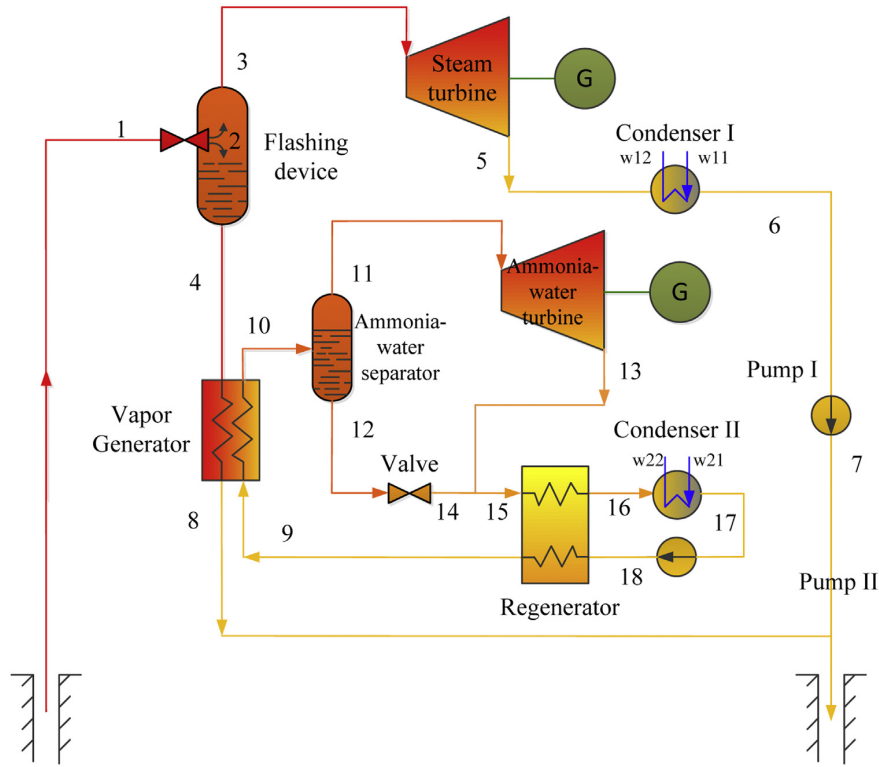 3
Steam
turbine
G
1
2
Flashing
device
Condenser I
w12
w11
5
6
4
11
Ammonia-
water
turbine
G
10
Ammonia-
water
separator
13
Pump I
Vapor
Generator
12
Condenser II
Valve
w22
w21
7
14
15
16
17
8
9
18
Pump II
Regenerator